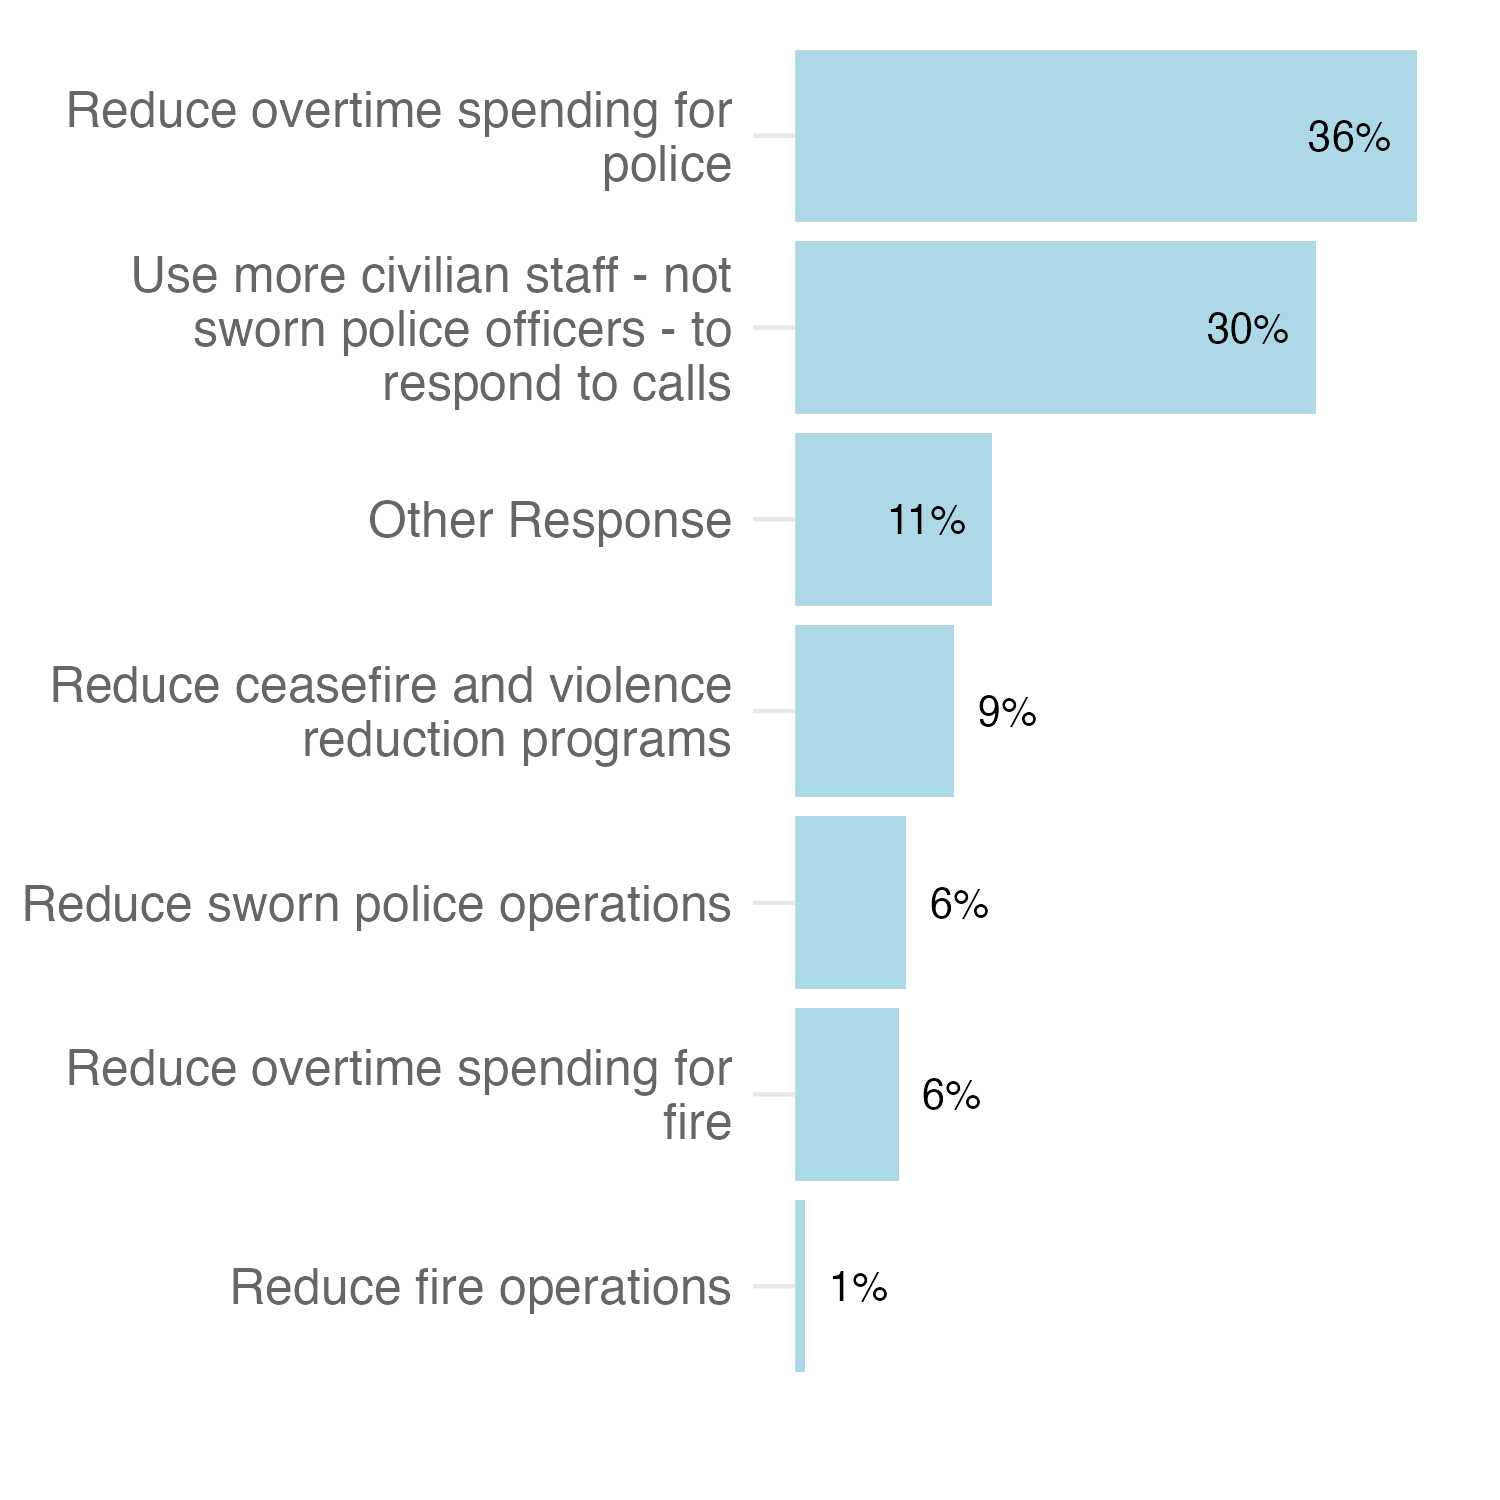 Reduce overtime spending for
police
36%
Use more civilian staff - not
sworn police officers - to
respond to calls
30%
Other Response
11%
Reduce ceasefire and violence
reduction programs
9%
Reduce sworn police operations
6%
Reduce overtime spending for
fire
6%
Reduce fire operations
1%